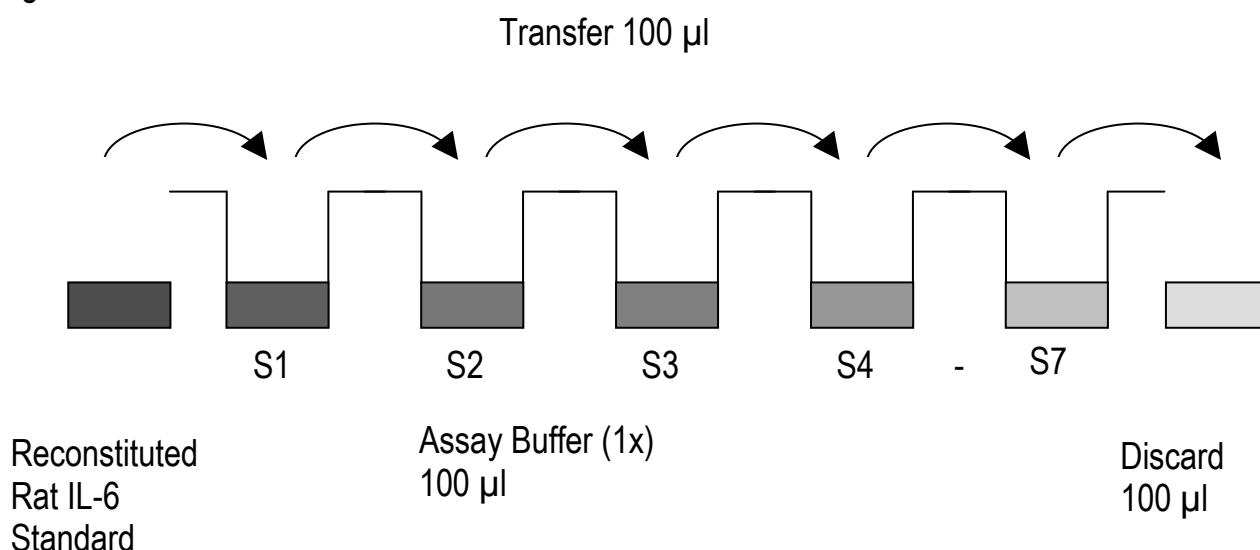 Transfer 100 µl
S1 S2 S3 S4 - S7
Reconstituted
Rat IL-6
Standard
Assay Buffer (1x)
100 µl
Discard
100 µl